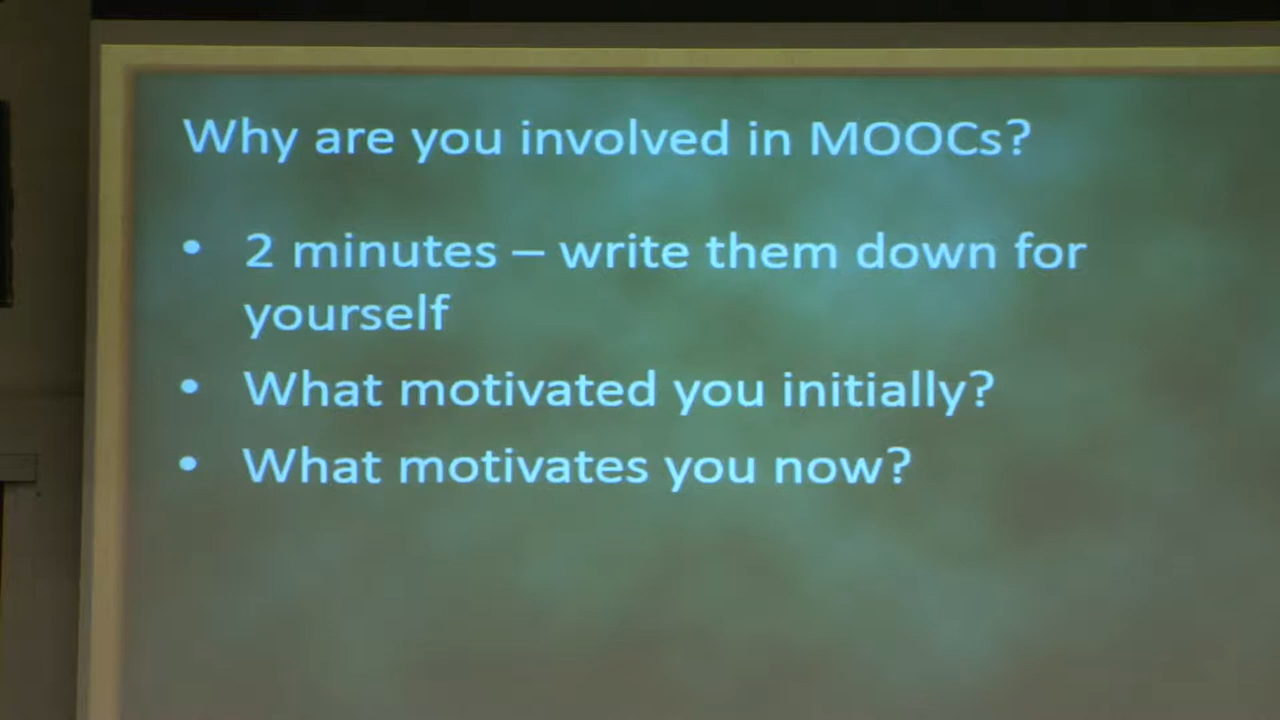 Why are you involved in MOOCs?
• 2 minutes – write them down for
yourself
• What motivated you initially?
• What motivates you now?